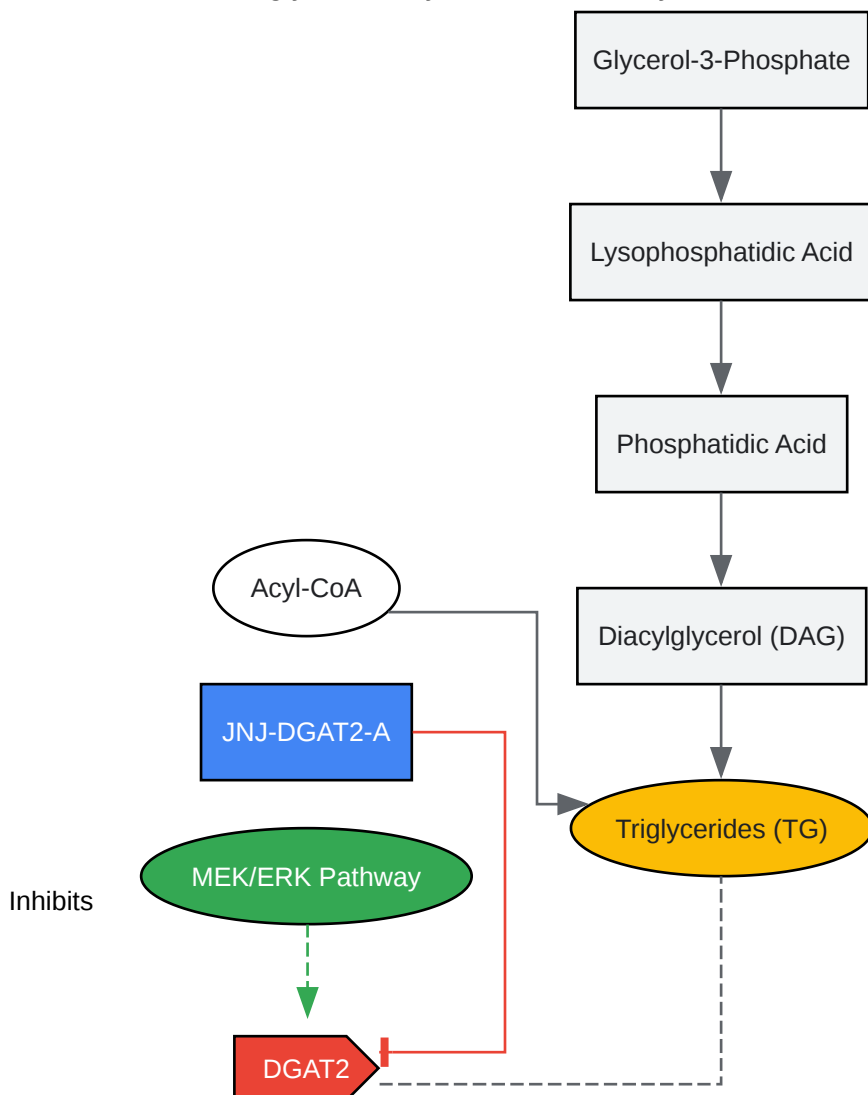 Glycerol-3-Phosphate
Lysophosphatidic Acid
Phosphatidic Acid
Acyl-CoA
Diacylglycerol (DAG)
JNJ-DGAT2-A
Triglycerides (TG)
MEK/ERK Pathway
Inhibits
DGAT2